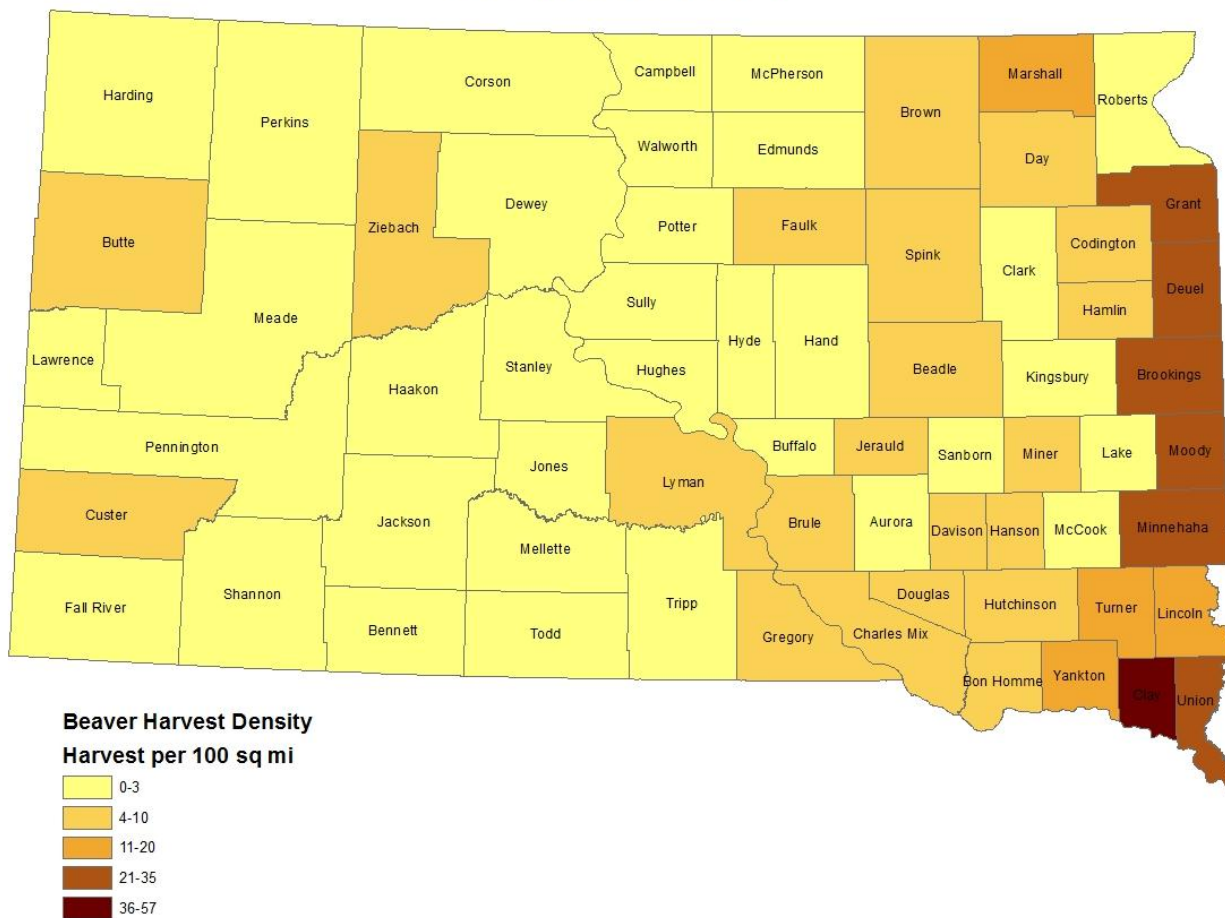 Harding
Perkins
Corson
Campbell
McPherson
Brown
Marshall
Roberts
Walworth
Edmunds
Day
Butte
Ziebach
Dewey
Potter
Faulk
Spink
Clark
Codington
Grant
Lawrence
Meade
Sully
Hyde
Hand
Hamlin
Deuel
Haakon
Stanley
Hughes
Beadle
Kingsbury
Brookings
Pennington
Jones
Lyman
Buffalo
Jerauld
Sanborn
Miner
Lake
Moody
Custer
Jackson
Mellette
Brule
Aurora
Davison
Hanson
McCook
Minnehaha
Fall River
Shannon
Bennett
Todd
Tripp
Gregory
Charles Mix
Douglas
Hutchinson
Turner
Lincoln
Bon Homme
Yankton
Clay
Union
Beaver Harvest Density
Harvest per 100 sq mi
0-3
4-10
11-20
21-35
36-57